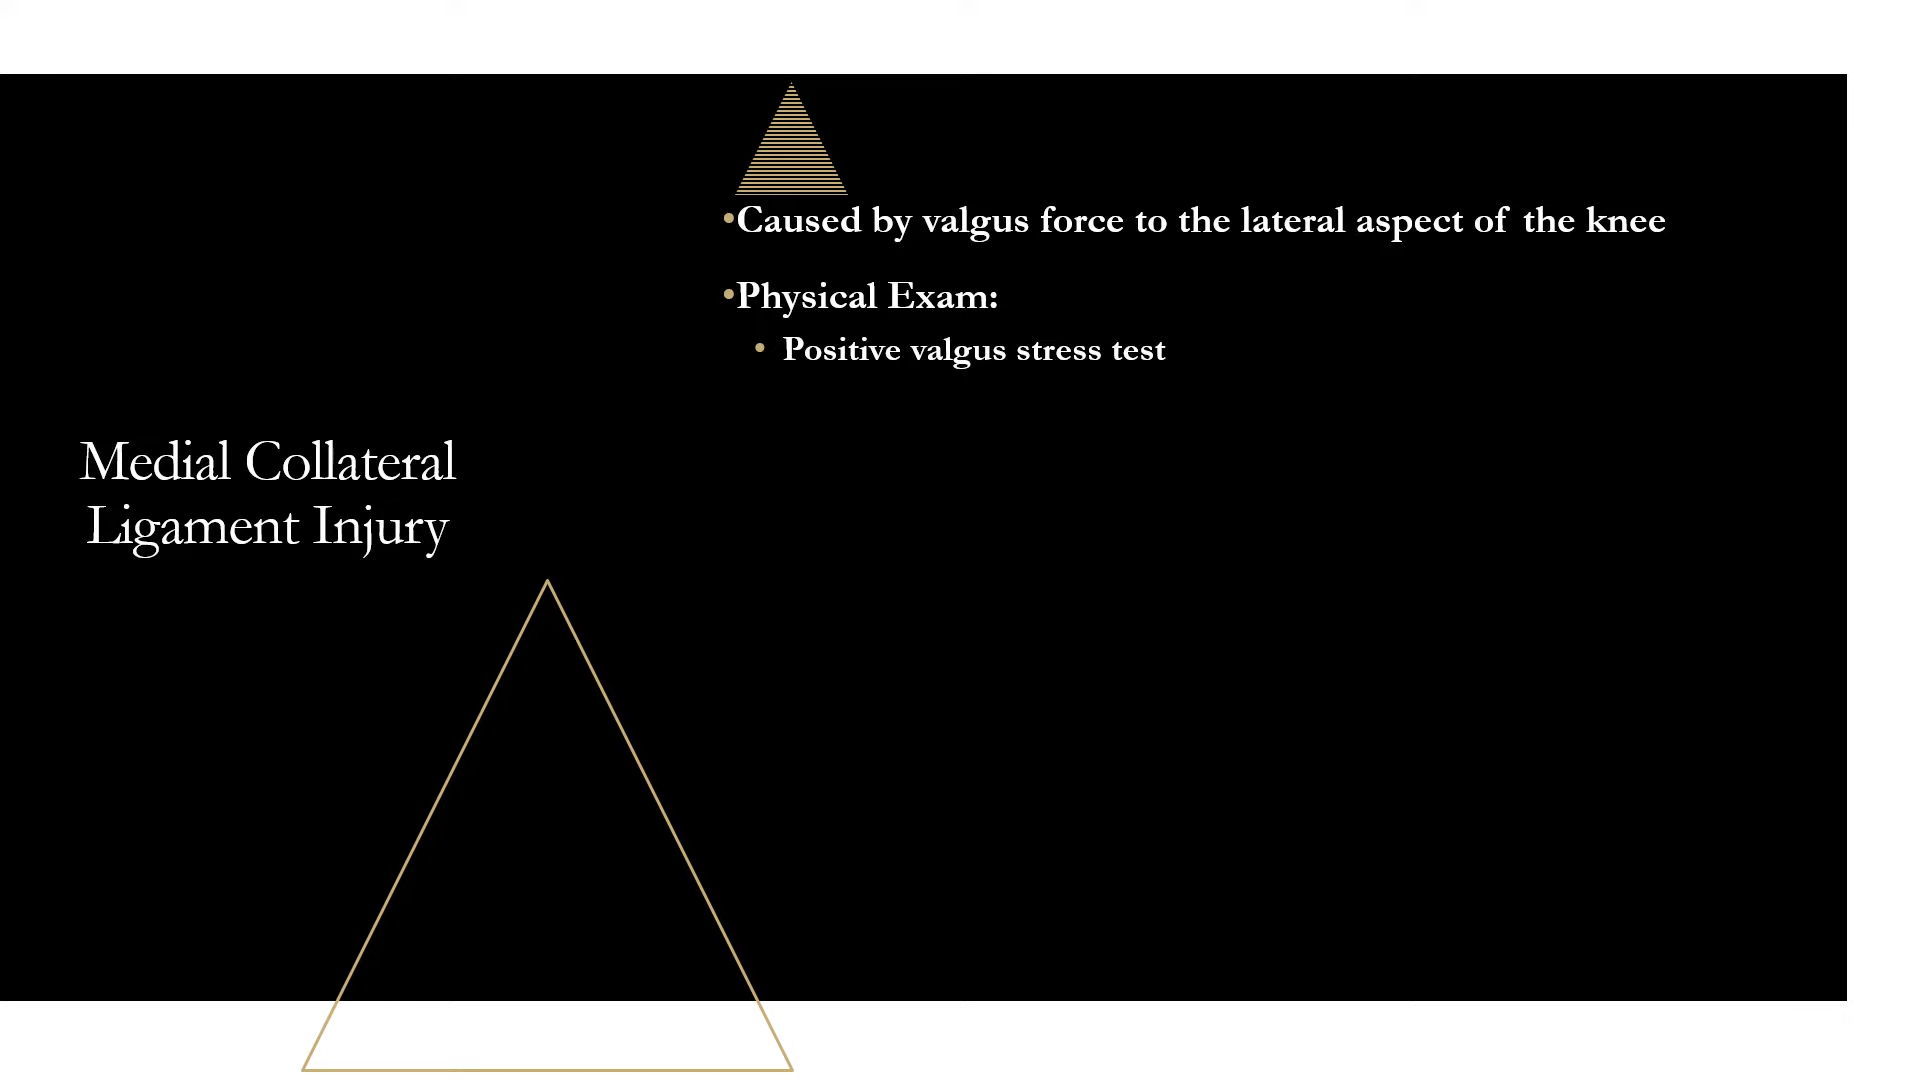 Medial Collateral
Ligament Injury
•Caused by valgus force to the lateral aspect of the knee
•Physical Exam:
• Positive valgus stress test